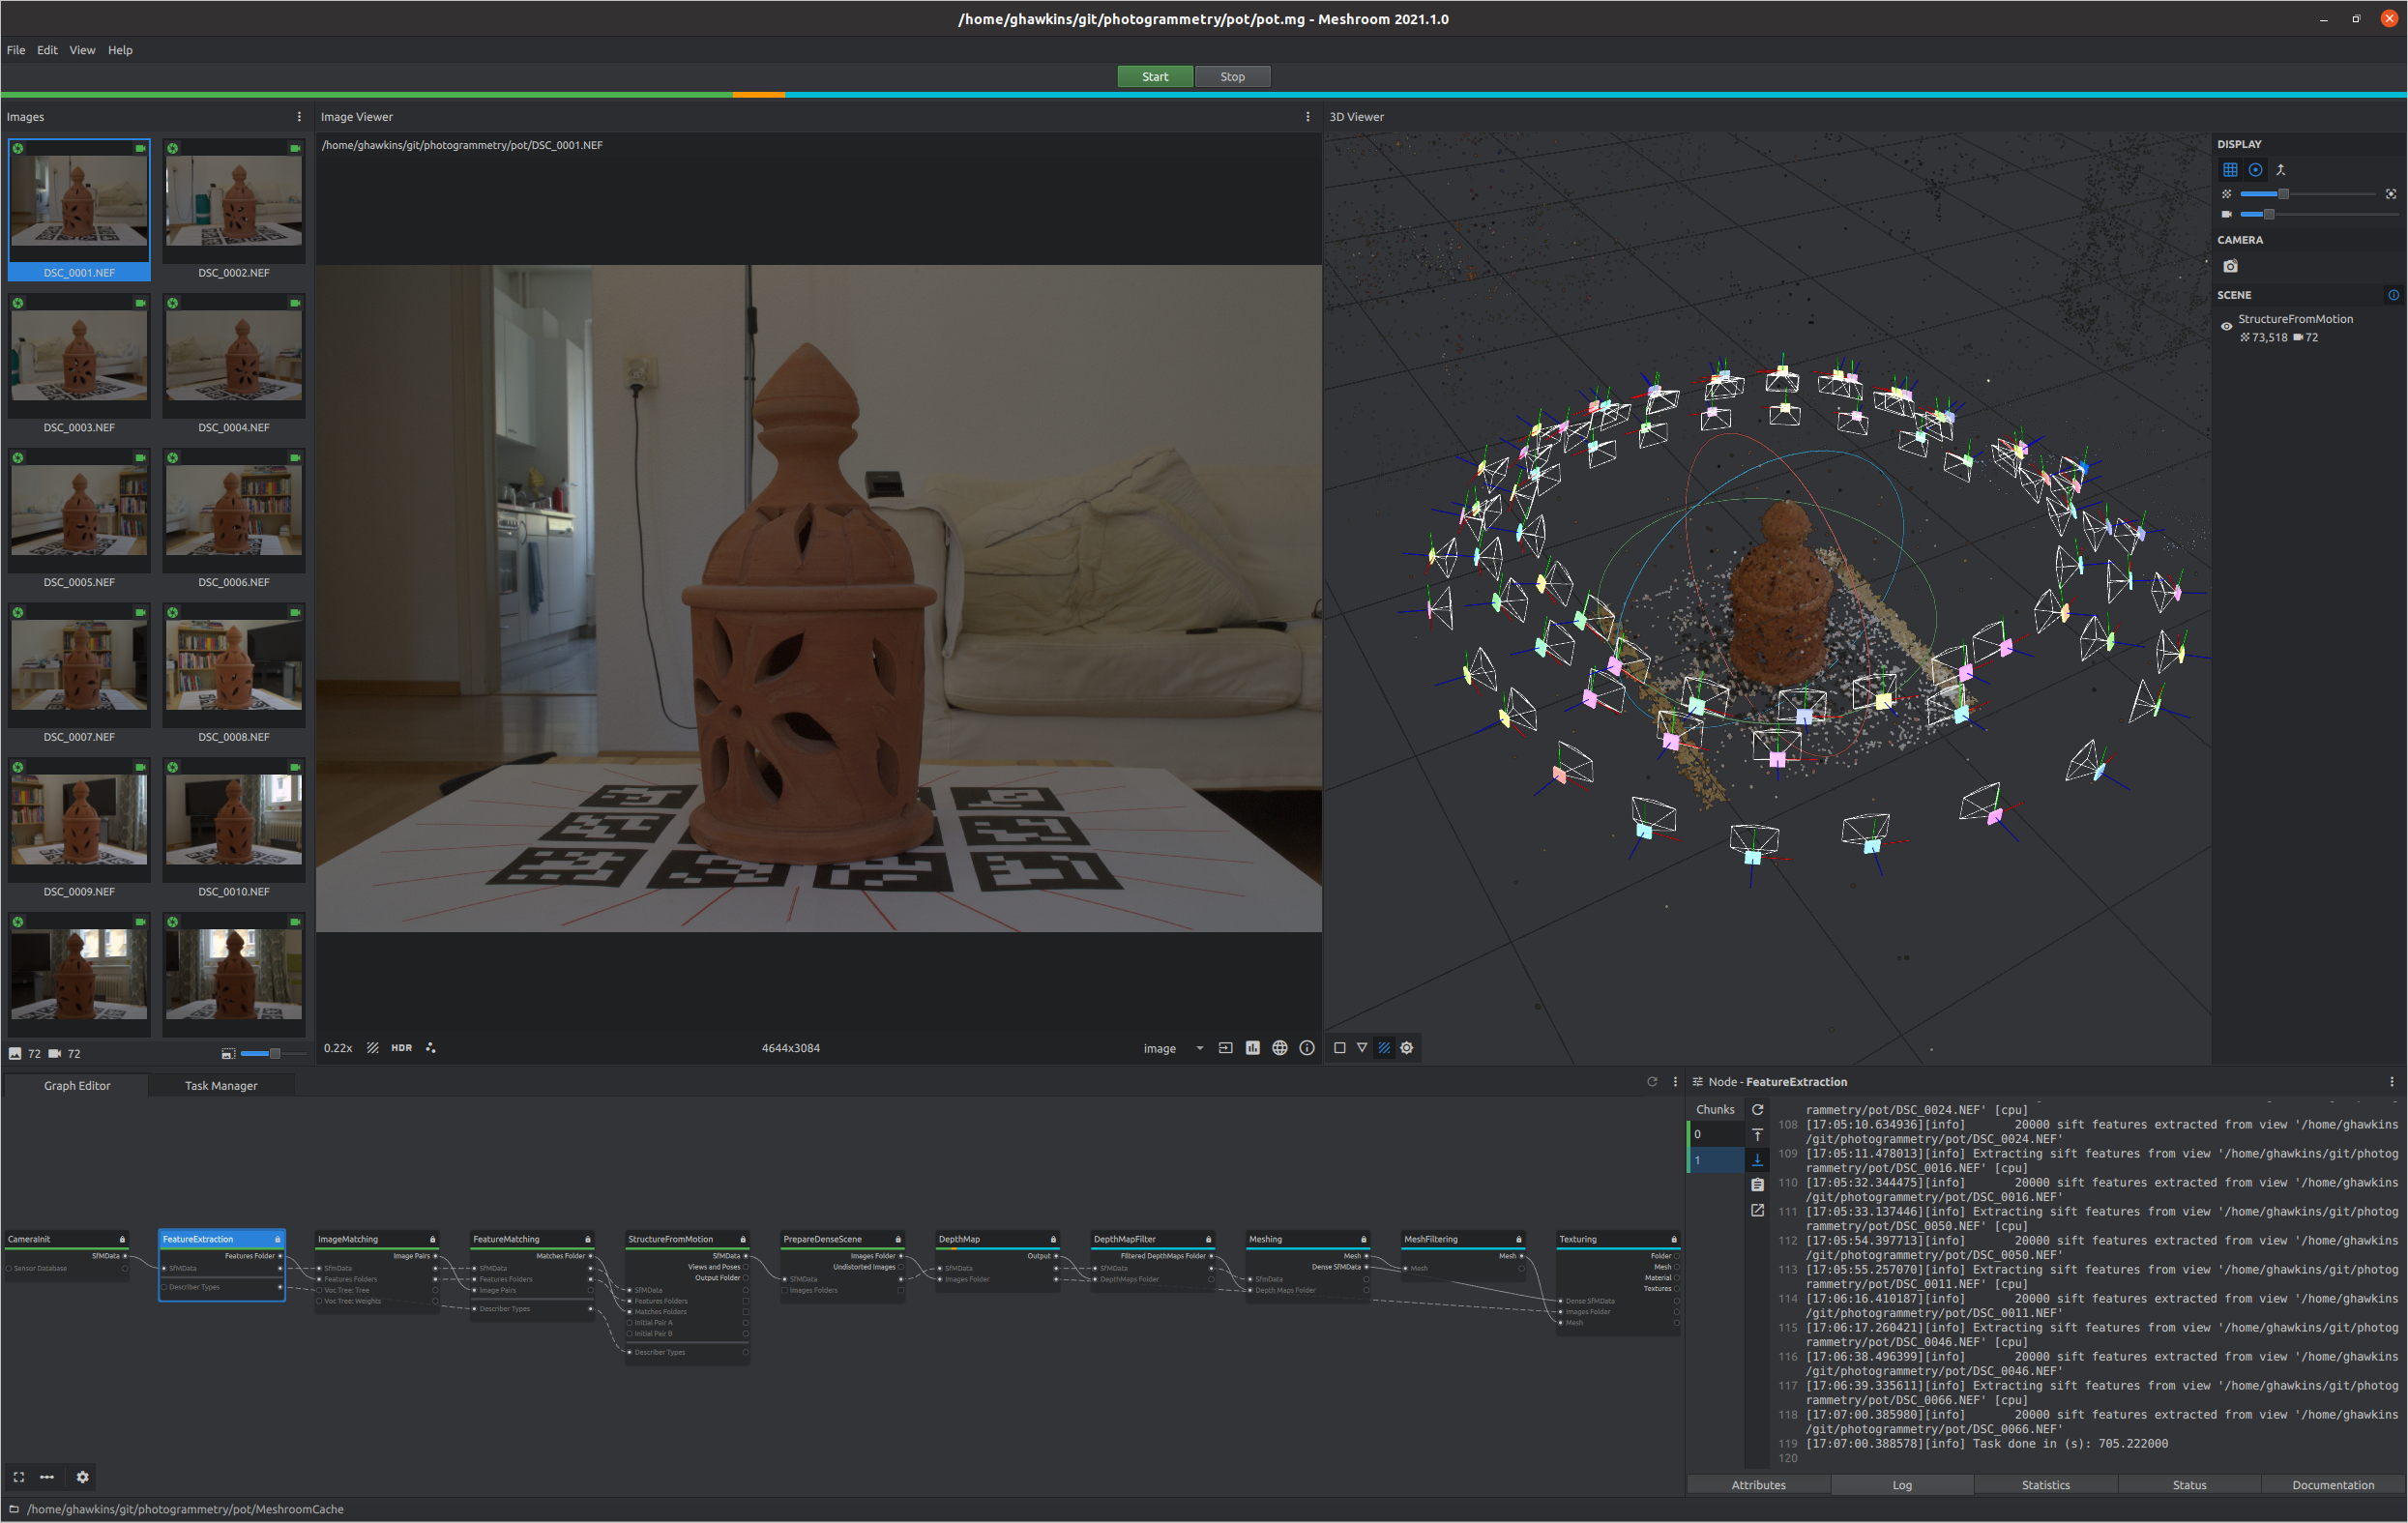 /home/ghawkins/git/photogrammetry/pot/pot.mg - Meshroom 2021.1.0
File Edit View Help
Start Stop
Images
DSC_0001.NEF DSC_0002.NEF
DSC_0003.NEF DSC_0004.NEF
DSC_0005.NEF DSC_0006.NEF
DSC_0007.NEF DSC_0008.NEF
DSC_0009.NEF DSC_0010.NEF
72 72
Image Viewer
/home/ghawkins/git/photogrammetry/pot/DSC_0001.NEF
0.22x HDR 4644x3084 image
3D Viewer
DISPLAY
CAMERA
SCENE
StructureFromMotion
73,518 72
Graph Editor Task Manager
CameraInit
SfMData
Sensor Database
FeatureExtraction
Features Folder
SfMData
Describer Types
ImageMatching
Image Pairs
SfmData
Features Folders
Voc Tree: Tree
Voc Tree: Weights
FeatureMatching
Matches Folder
SfMData
Features Folders
Image Pairs
Describer Types
StructureFromMotion
SfMData
Views and Poses
Output Folder
SfMData
Features Folders
Matches Folders
Initial Pair A
Initial Pair B
Describer Types
PrepareDenseScene
Images Folder
Undistorted Images
SfMData
Images Folders
DepthMap
Output
SfMData
Images Folder
DepthMapFilter
Filtered DepthMaps Folder
SfMData
DepthMaps Folder
Meshing
Mesh
Dense SfMData
SfmData
Depth Maps Folder
MeshFiltering
Mesh
Mesh
Texturing
Folder
Mesh
Material
Textures
Dense SfMData
Images Folder
Mesh
Node - FeatureExtraction
Chunks
0
1
rammetry/pot/DSC_0024.NEF' [cpu]
108 [17:05:10.634936][info] 20000 sift features extracted from view '/home/ghawkins
/git/photogrammetry/pot/DSC_0024.NEF'
109 [17:05:11.478013][info] Extracting sift features from view '/home/ghawkins/git/photog
rammetry/pot/DSC_0016.NEF' [cpu]
110 [17:05:32.344475][info] 20000 sift features extracted from view '/home/ghawkins
/git/photogrammetry/pot/DSC_0016.NEF'
111 [17:05:33.137446][info] Extracting sift features from view '/home/ghawkins/git/photog
rammetry/pot/DSC_0050.NEF' [cpu]
112 [17:05:54.397713][info] 20000 sift features extracted from view '/home/ghawkins
/git/photogrammetry/pot/DSC_0050.NEF'
113 [17:05:55.257070][info] Extracting sift features from view '/home/ghawkins/git/photog
rammetry/pot/DSC_0011.NEF' [cpu]
114 [17:06:16.410187][info] 20000 sift features extracted from view '/home/ghawkins
/git/photogrammetry/pot/DSC_0011.NEF'
115 [17:06:17.260421][info] Extracting sift features from view '/home/ghawkins/git/photog
rammetry/pot/DSC_0046.NEF' [cpu]
116 [17:06:38.496399][info] 20000 sift features extracted from view '/home/ghawkins
/git/photogrammetry/pot/DSC_0046.NEF'
117 [17:06:39.335611][info] Extracting sift features from view '/home/ghawkins/git/photog
rammetry/pot/DSC_0066.NEF' [cpu]
118 [17:07:00.385980][info] 20000 sift features extracted from view '/home/ghawkins
/git/photogrammetry/pot/DSC_0066.NEF'
119 [17:07:00.388578][info] Task done in (s): 705.222000
120
Attributes Log Statistics Status Documentation
/home/ghawkins/git/photogrammetry/pot/MeshroomCache